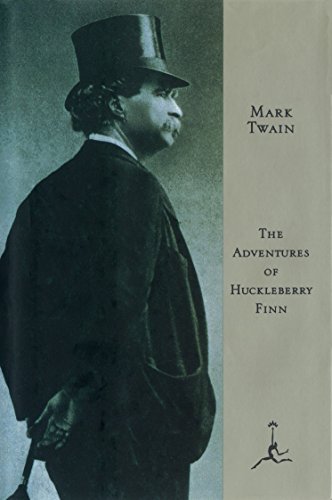 MARK
TWAIN
THE
ADVENTURES
OF
HUCKLEBERRY
FINN